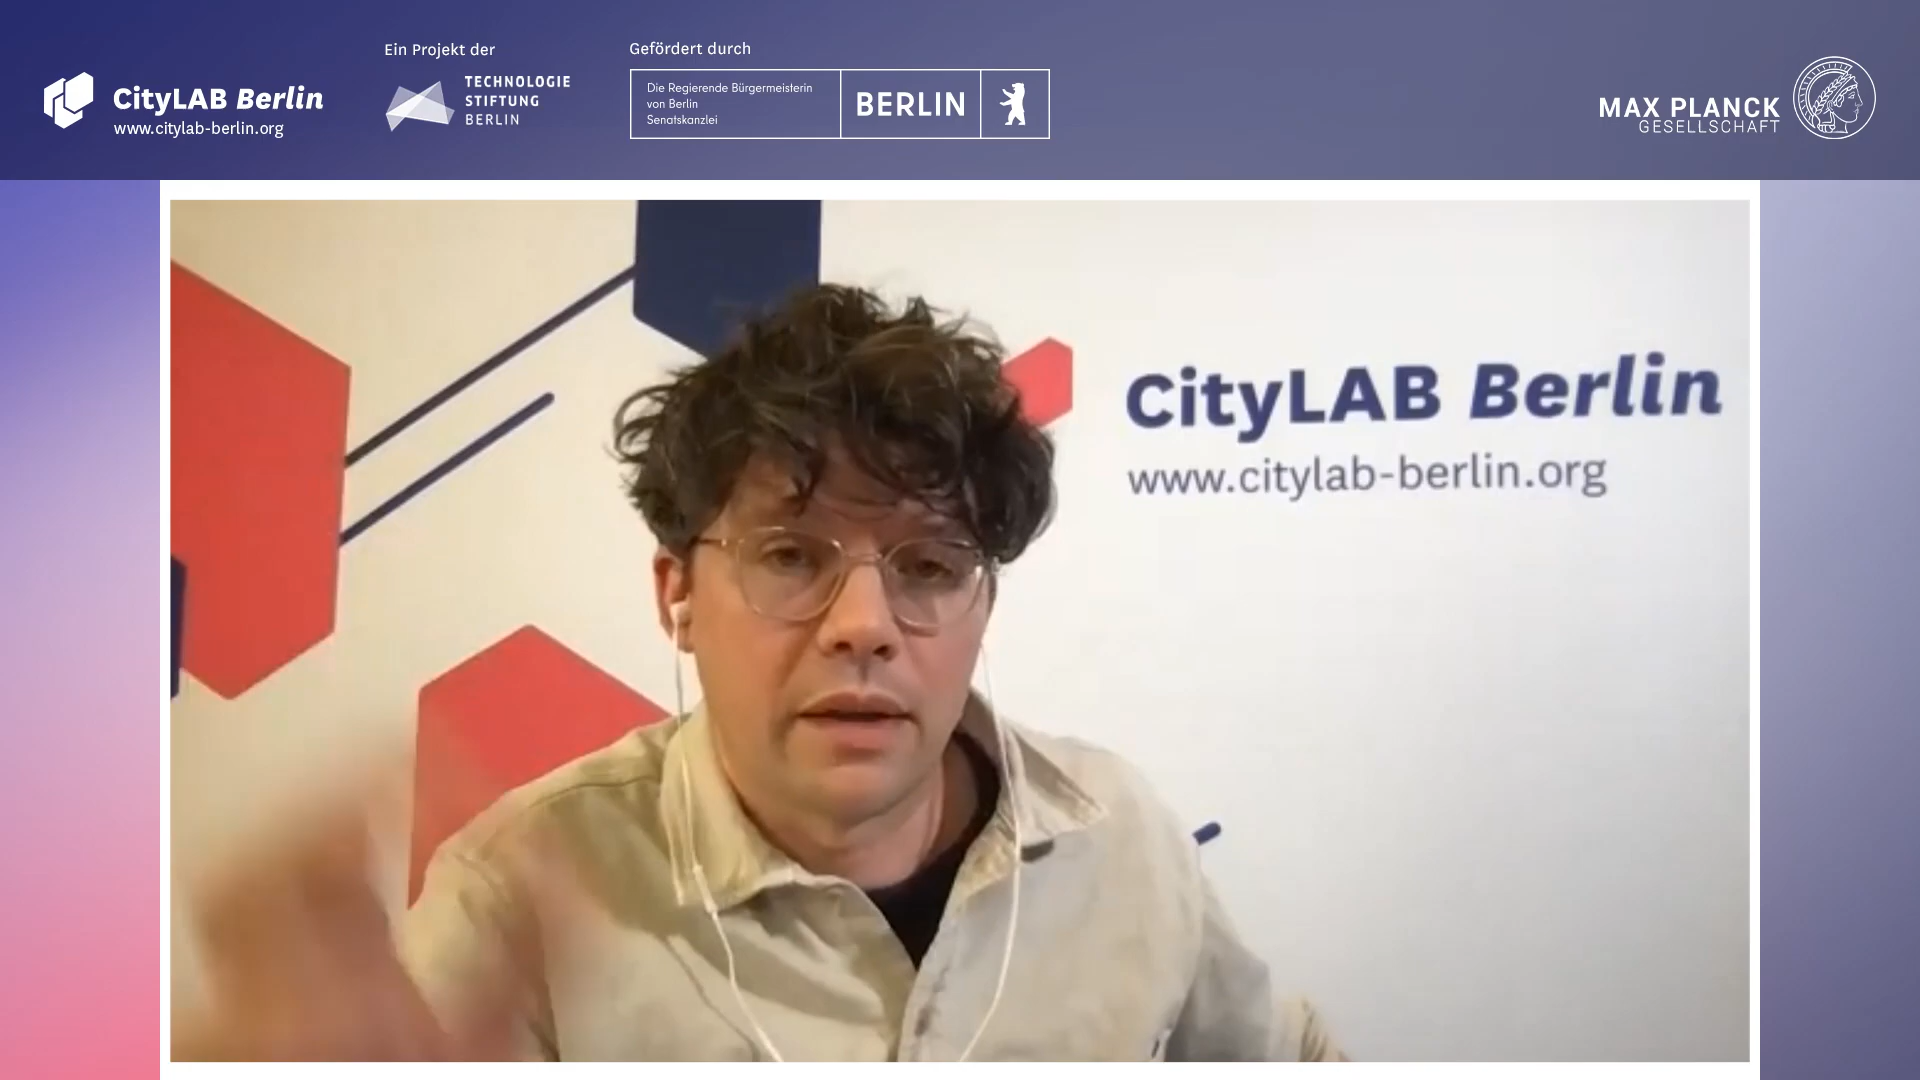 Ein Projekt der
Gefördert durch
CityLAB Berlin
www.citylab-berlin.org
TECHNOLOGIE
STIFTUNG
BERLIN
Die Regierende Bürgermeisterin
von Berlin
Senatskanzlei
BERLIN
MAX PLANCK
GESELLSCHAFT
CityLAB Berlin
www.citylab-berlin.org